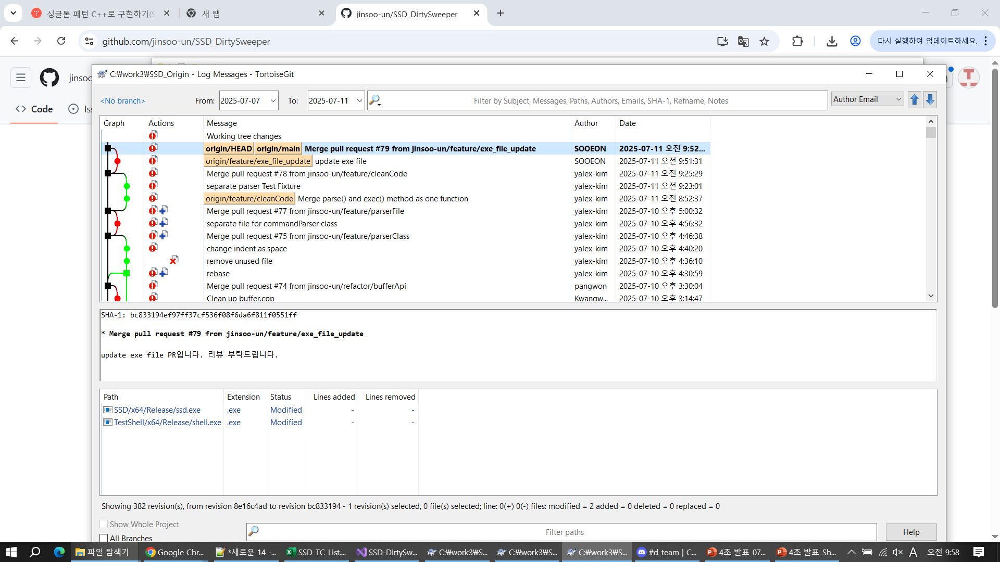 싱글톤 패턴 C++로 구현하기(S
새 탭
jinsoo-un/SSD_DirtySweeper
github.com/jinsoo-un/SSD_DirtySweeper
다시 실행하여 업데이트하세요.
jinsoo
Code
Iss
C:₩work3₩SSD_Origin - Log Messages - TortoiseGit
<No branch>
From: 2025-07-07
To: 2025-07-11
Filter by Subject, Messages, Paths, Authors, Emails, SHA-1, Refname, Notes
Author Email
Graph Actions Message Author Date
Working tree changes
origin/HEAD origin/main Merge pull request #79 from jinsoo-un/feature/exe_file_update SOOEON 2025-07-11 오전 9:52...
origin/feature/exe_file_update update exe file SOOEON 2025-07-11 오전 9:51:31
Merge pull request #78 from jinsoo-un/feature/cleanCode yalex-kim 2025-07-11 오전 9:25:29
separate parser Test Fixture yalex-kim 2025-07-11 오전 9:23:01
origin/feature/cleanCode Merge parse() and exec() method as one function yalex-kim 2025-07-11 오전 8:52:37
Merge pull request #77 from jinsoo-un/feature/parserFile yalex-kim 2025-07-10 오후 5:00:32
separate file for commandParser class yalex-kim 2025-07-10 오후 4:56:32
Merge pull request #75 from jinsoo-un/feature/parserClass yalex-kim 2025-07-10 오후 4:46:38
change indent as space yalex-kim 2025-07-10 오후 4:40:20
remove unused file yalex-kim 2025-07-10 오후 4:36:10
rebase yalex-kim 2025-07-10 오후 4:30:59
Merge pull request #74 from jinsoo-un/refactor/bufferApi pangwon 2025-07-10 오후 3:30:04
Clean up buffer.cpp Kwangw... 2025-07-10 오후 3:14:47
SHA-1: bc833194ef97ff37cf536f08f6da6f811f0551ff
* Merge pull request #79 from jinsoo-un/feature/exe_file_update
update exe file PR입니다. 리뷰 부탁드립니다.
Path Extension Status Lines added Lines removed
SSD/x64/Release/ssd.exe .exe Modified - -
TestShell/x64/Release/shell.exe .exe Modified - -
Showing 382 revision(s), from revision 8e16c4ad to revision bc833194 - 1 revision(s) selected, 0 file(s) selected; line: 0(+) 0(-) files: modified = 2 added = 0 deleted = 0 replaced = 0
Show Whole Project
All Branches
Filter paths
Help
파일 탐색기
Google Chr...
*새로운 14 -...
SSD_TC_List....
SSD-DirtySw...
C:₩work3₩S...
C:₩work3₩S...
C:₩work3₩S...
#d_team | C...
4조 발표_07...
4조 발표_Sh...
A
오전 9:58